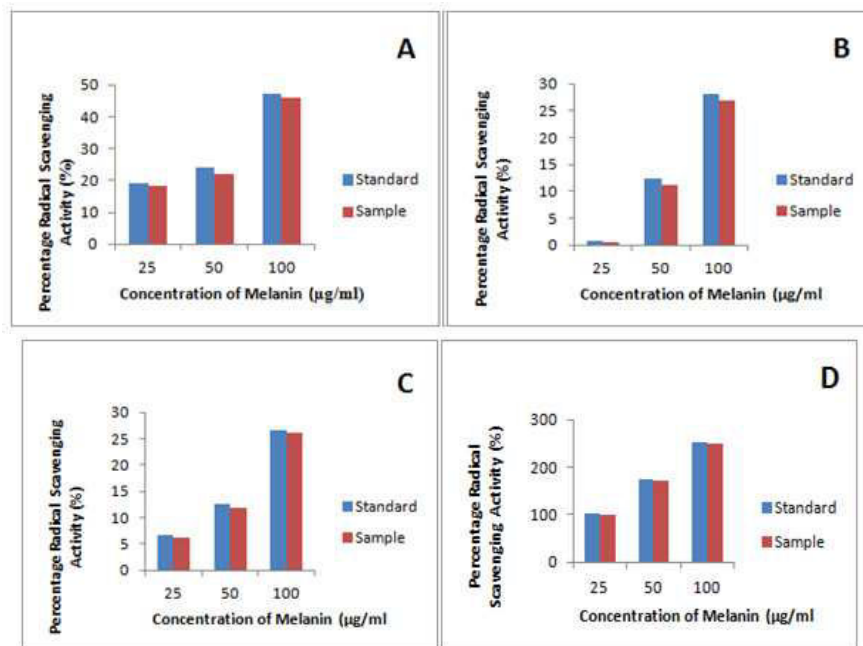 A
Percentage Radical Scavenging
Activity (%)
50
40
30
20
10
0
25 50 100
Concentration of Melanin (µg/ml)
Standard
Sample
B
Percentage Radical Scavenging
Activity (%)
30
25
20
15
10
5
0
25 50 100
Concentration of Melanin (µg/ml
Standard
Sample
C
Percentage Radical Scavenging
Activity (%)
30
25
20
15
10
5
0
25 50 100
Concentration of Melanin (µg/ml
Standard
Sample
D
Percentage Radical
Scavenging Activity (%)
300
200
100
0
25 50 100
Concentration of Melanin (µg/ml
Standard
Sample